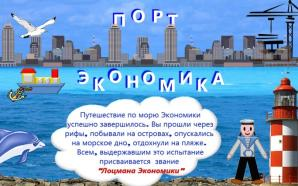 ПОРТ
ЭКОНОМИКА
Путешествие по морю Экономики
успешно завершилось. Вы прошли через
рифы, побывали на островах, опускались
на морское дно, отдохнули на пляже.
Всем, выдержавшим это испытание
присваивается звание
"Лоцмана Экономики"